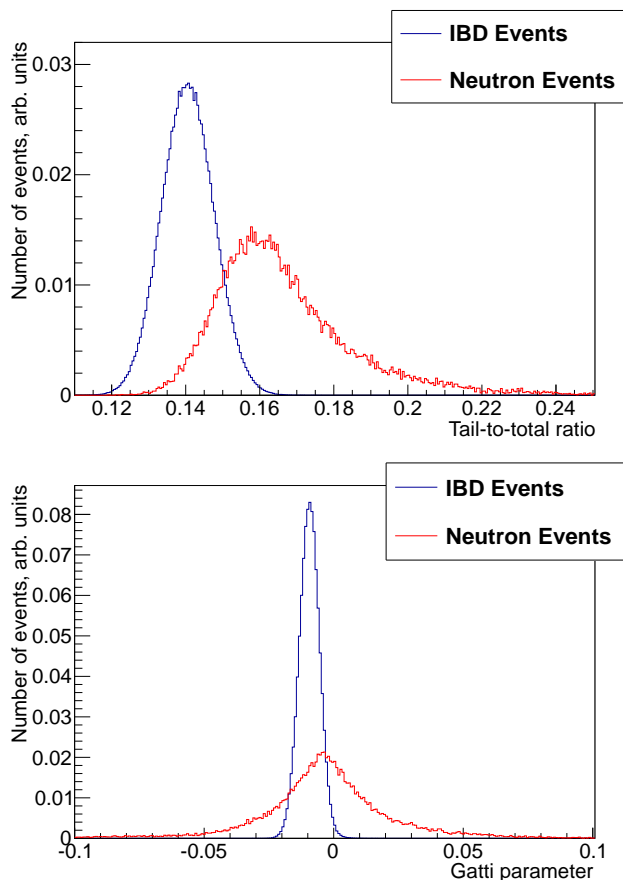 IBD Events
Neutron Events
Number of events, arb. units
0.03
0.02
0.01
0
0.12 0.14 0.16 0.18 0.2 0.22 0.24
Tail-to-total ratio
IBD Events
Neutron Events
Number of events, arb. units
0.08
0.07
0.06
0.05
0.04
0.03
0.02
0.01
0
-0.1 -0.05 0 0.05 0.1
Gatti parameter